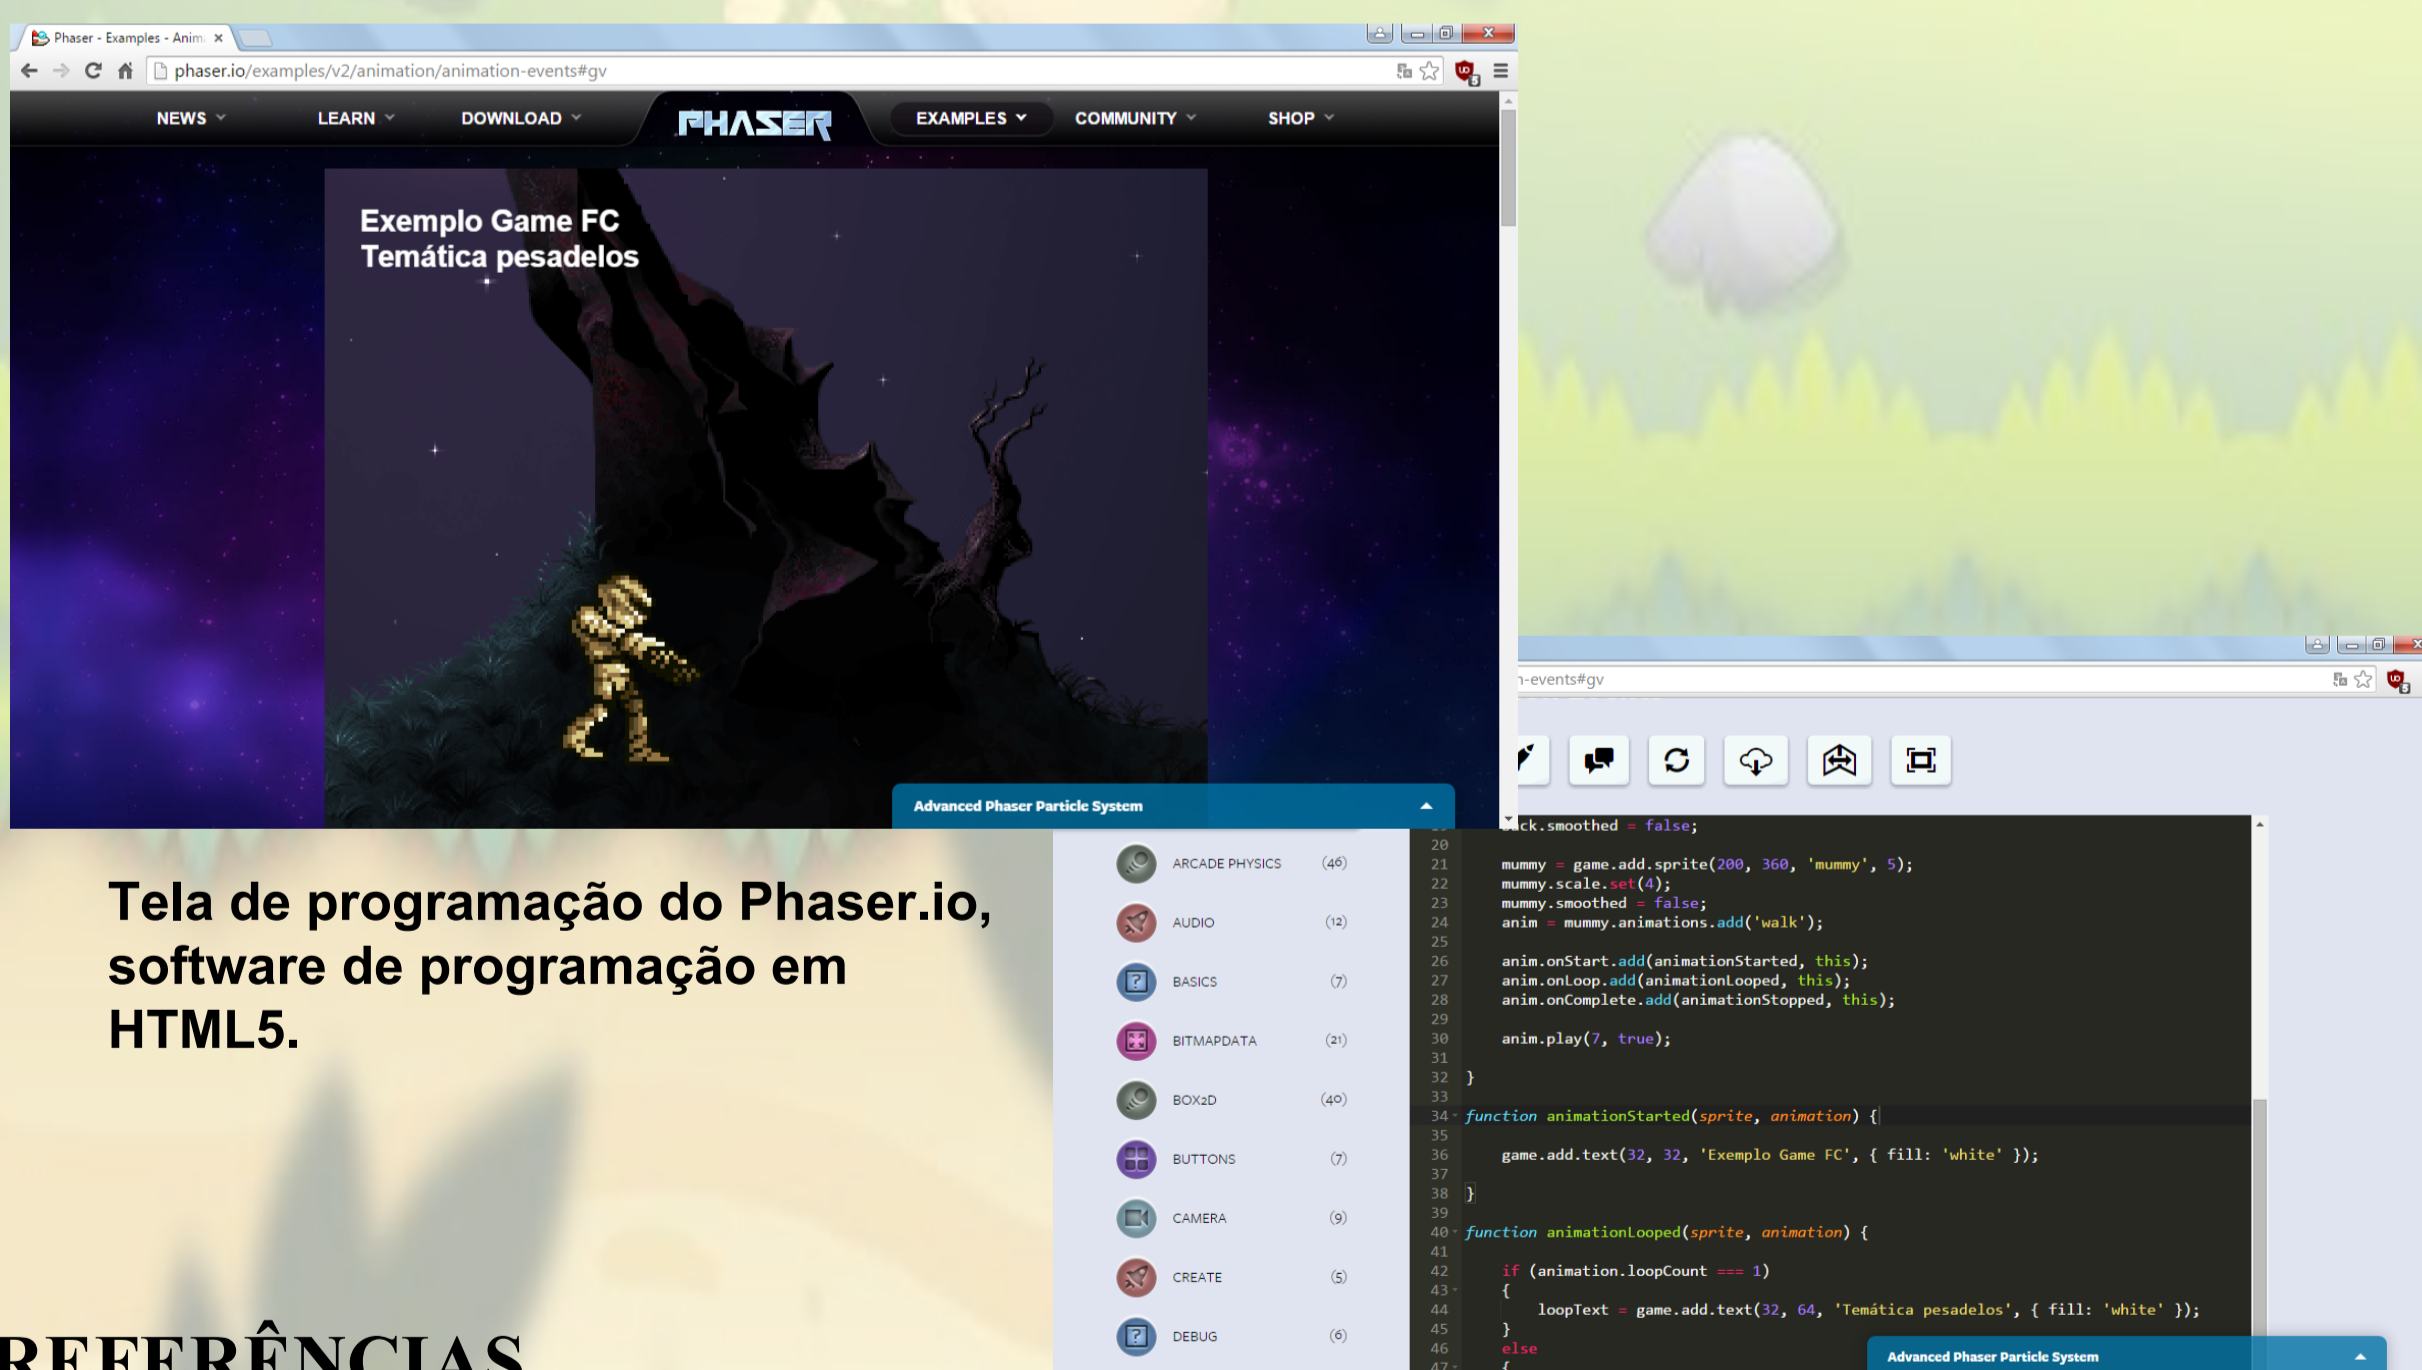 Phaser - Examples - Anim
phaser.io/examples/v2/animation/animation-events#gv
NEWS LEARN DOWNLOAD PHASER EXAMPLES COMMUNITY SHOP
Exemplo Game FC
Temática pesadelos
Advanced Phaser Particle System
Tela de programação do Phaser.io,
software de programação em
HTML5.
REFERÊNCIAS
n-events#gv
ARCADE PHYSICS (46)
AUDIO (12)
BASICS (7)
BITMAPDATA (21)
BOX2D (40)
BUTTONS (7)
CAMERA (9)
CREATE (5)
DEBUG (6)
ck.smoothed = false;
20
21 mummy = game.add.sprite(200, 360, 'mummy', 5);
22 mummy.scale.set(4);
23 mummy.smoothed = false;
24 anim = mummy.animations.add('walk');
25
26 anim.onStart.add(animationStarted, this);
27 anim.onLoop.add(animationLooped, this);
28 anim.onComplete.add(animationStopped, this);
29
30 anim.play(7, true);
31
32 }
33
34 function animationStarted(sprite, animation) {
35
36 game.add.text(32, 32, 'Exemplo Game FC', { fill: 'white' });
37
38 }
39
40 function animationLooped(sprite, animation) {
41
42 if (animation.loopCount === 1)
43 {
44 loopText = game.add.text(32, 64, 'Temática pesadelos', { fill: 'white' });
45 }
46 else
47 {
Advanced Phaser Particle System